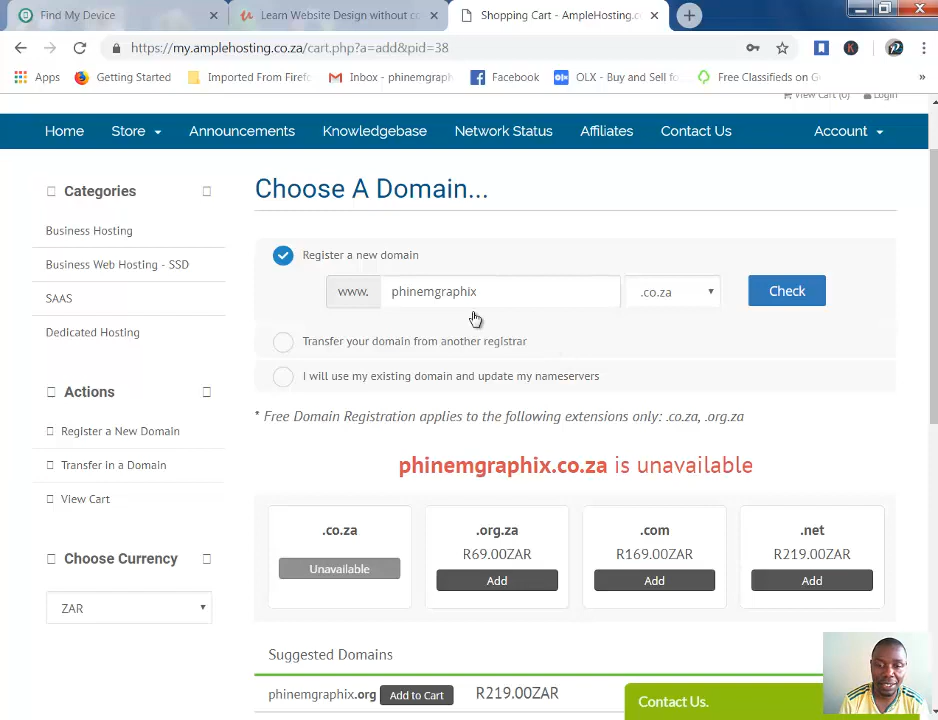 Find My Device
Learn Website Design without co
Shopping Cart - AmpleHosting.c
https://my.amplehosting.co.za/cart.php?a=add&pid=38
Apps
Getting Started
Imported From Firef
Inbox - phinemgraph
Facebook
OLX - Buy and Sell fo
Free Classifieds on G
»
View Cart (0)
Login
Home
Store
Announcements
Knowledgebase
Network Status
Affiliates
Contact Us
Account
Categories
Business Hosting
Business Web Hosting - SSD
SAAS
Dedicated Hosting
Actions
Register a New Domain
Transfer in a Domain
View Cart
Choose Currency
ZAR
Choose A Domain...
Register a new domain
www. phinemgraphix .co.za Check
Transfer your domain from another registrar
I will use my existing domain and update my nameservers
* Free Domain Registration applies to the following extensions only: .co.za, .org.za
phinemgraphix.co.za is unavailable
.co.za
Unavailable
.org.za
R69.00ZAR
Add
.com
R169.00ZAR
Add
.net
R219.00ZAR
Add
Suggested Domains
phinemgraphix.org Add to Cart R219.00ZAR
Contact Us.